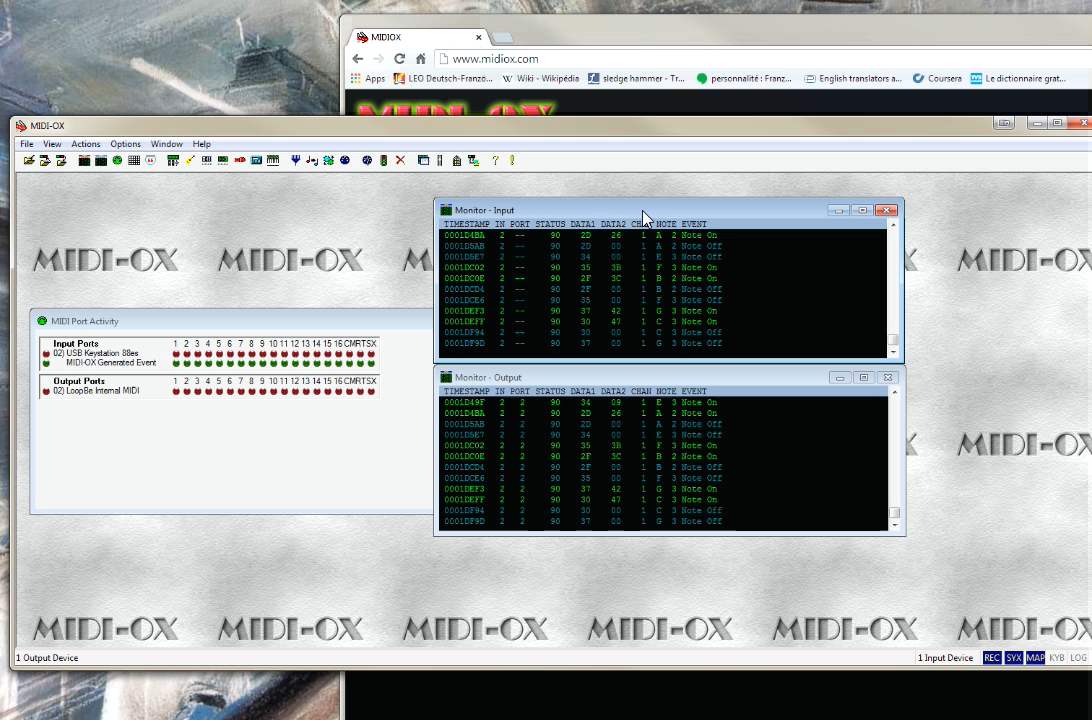 MIDIOX
www.midiox.com
Apps LEO Deutsch-Franzö... Wiki - Wikipédia sledge hammer - Tr... personnalité : Franz... English translators a... Coursera Le dictionnaire grat...
MIDI-OX
MIDI-OX
File View Actions Options Window Help
Monitor - Input
TIMESTAMP IN PORT STATUS DATA1 DATA2 CHAN NOTE EVENT
0001D4BA 2 -- 90 2D 26 1 A 2 Note On
0001D5AB 2 -- 90 2D 00 1 A 2 Note Off
0001D5E7 2 -- 90 34 00 1 E 3 Note Off
0001DC02 2 -- 90 35 3B 1 F 3 Note On
0001DC0E 2 -- 90 2F 3C 1 B 2 Note On
0001DCD4 2 -- 90 2F 00 1 B 2 Note Off
0001DCE6 2 -- 90 35 00 1 F 3 Note Off
0001DEF3 2 -- 90 37 42 1 G 3 Note On
0001DEFF 2 -- 90 30 47 1 C 3 Note On
0001DF94 2 -- 90 30 00 1 C 3 Note Off
0001DF9D 2 -- 90 37 00 1 G 3 Note Off
MIDI-OX MIDI-OX MIDI-OX
MIDI Port Activity
Input Ports 1 2 3 4 5 6 7 8 9 10 11 12 13 14 15 16 CMRTSX
02) USB Keystation 88es
MIDI-OX Generated Event
Output Ports 1 2 3 4 5 6 7 8 9 10 11 12 13 14 15 16 CMRTSX
02) LoopBe Internal MIDI
Monitor - Output
TIMESTAMP IN PORT STATUS DATA1 DATA2 CHAN NOTE EVENT
0001D49F 2 2 90 34 09 1 E 3 Note On
0001D4BA 2 2 90 2D 26 1 A 2 Note On
0001D5AB 2 2 90 2D 00 1 A 2 Note Off
0001D5E7 2 2 90 34 00 1 E 3 Note Off
0001DC02 2 2 90 35 3B 1 F 3 Note On
0001DC0E 2 2 90 2F 3C 1 B 2 Note On
0001DCD4 2 2 90 2F 00 1 B 2 Note Off
0001DCE6 2 2 90 35 00 1 F 3 Note Off
0001DEF3 2 2 90 37 42 1 G 3 Note On
0001DEFF 2 2 90 30 47 1 C 3 Note On
0001DF94 2 2 90 30 00 1 C 3 Note Off
0001DF9D 2 2 90 37 00 1 G 3 Note Off
MIDI-OX
MIDI-OX MIDI-OX MIDI-OX MIDI-OX MIDI-OX MIDI-OX
1 Output Device 1 Input Device REC SYX MAP KYB LOG